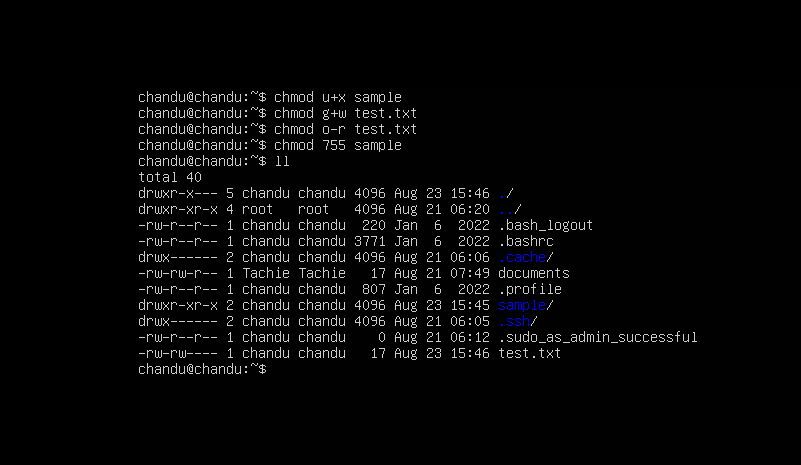 chandu@chandu:~$ chmod u+x sample
chandu@chandu:~$ chmod g+w test.txt
chandu@chandu:~$ chmod o-r test.txt
chandu@chandu:~$ chmod 755 sample
chandu@chandu:~$ ll
total 40
drwxr-x--- 5 chandu chandu 4096 Aug 23 15:46 ./
drwxr-xr-x 4 root   root   4096 Aug 21 06:20 ../
-rw-r--r-- 1 chandu chandu  220 Jan  6  2022 .bash_logout
-rw-r--r-- 1 chandu chandu 3771 Jan  6  2022 .bashrc
drwx------ 2 chandu chandu 4096 Aug 21 06:06 .cache/
-rw-rw-r-- 1 Tachie Tachie   17 Aug 21 07:49 documents
-rw-r--r-- 1 chandu chandu  807 Jan  6  2022 .profile
drwxr-xr-x 2 chandu chandu 4096 Aug 23 15:45 sample/
drwx------ 2 chandu chandu 4096 Aug 21 06:05 .ssh/
-rw-r--r-- 1 chandu chandu    0 Aug 21 06:12 .sudo_as_admin_successful
-rw-rw---- 1 chandu chandu   17 Aug 23 15:46 test.txt
chandu@chandu:~$